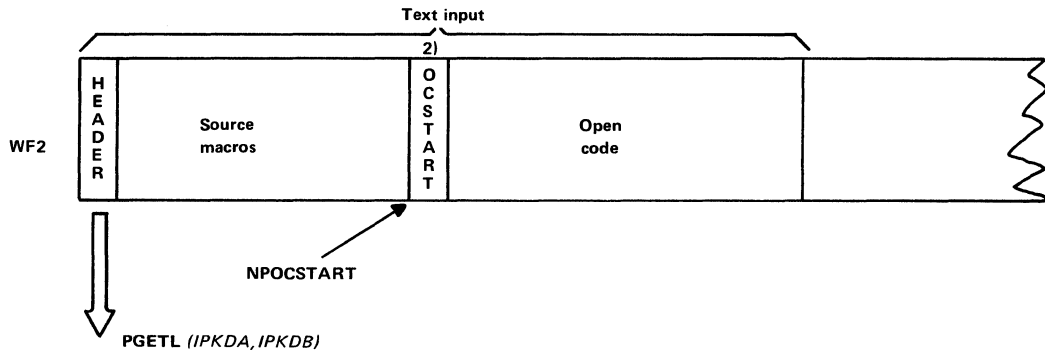 Text input
2)
HEADER
Source
macros
OCSTART
Open
code
WF2
NPOCSTART
PGETL (IPKDA, IPKDB)